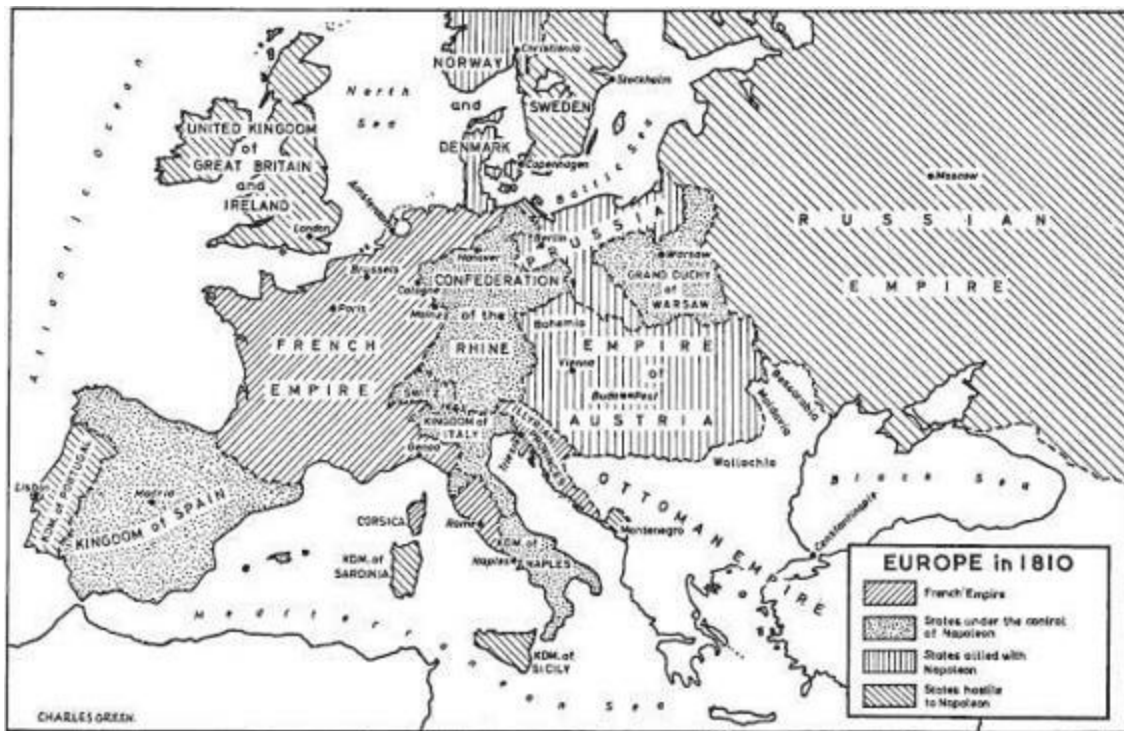 Atlantic Ocean
North
Sea
NORWAY
and
SWEDEN
Christiania
Stockholm
DENMARK
Copenhagen
Baltic Sea
UNITED KINGDOM
of
GREAT BRITAIN
and
IRELAND
London
Amsterdam
Brussels
Paris
FRENCH
EMPIRE
Hanover
Cologne
Mainz
CONFEDERATION
of the
RHINE
PRUSSIA
Berlin
Warsaw
GRAND DUCHY
of
WARSAW
Moscow
RUSSIAN
EMPIRE
Bohemia
Vienna
EMPIRE
of
AUSTRIA
Budapest
KINGDOM of
ITALY
Genoa
ILLYRIAN
PROVINCES
Bessarabia
Moldavia
Wallachia
Black Sea
OTTOMAN EMPIRE
Montenegro
Constantinople
Madrid
KINGDOM of SPAIN
KDM. of PORTUGAL
CORSICA
KDM. of
SARDINIA
Rome
KDM. of
NAPLES
Naples
KDM. of
SICILY
Mediterranean Sea
EUROPE in 1810
French Empire
States under the control
of Napoleon
States allied with
Napoleon
States hostile
to Napoleon
CHARLES GREEN.